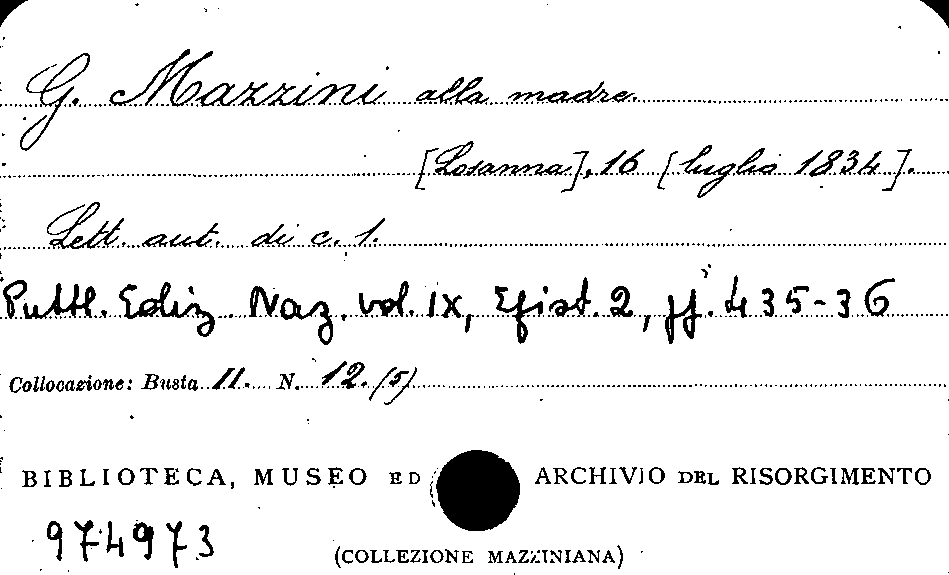 G. Mazzini alla madre.
[Losanna], 16 [luglio 1834].
Lett. aut. di c. 1.
Pubbl. Ediz. Naz. vol. IX, Epist. 2, pp. 435-36
Collocazione: Busta 11. N. 12. (5)
BIBLIOTECA, MUSEO ED ARCHIVIO DEL RISORGIMENTO
974973
(COLLEZIONE MAZZINIANA)